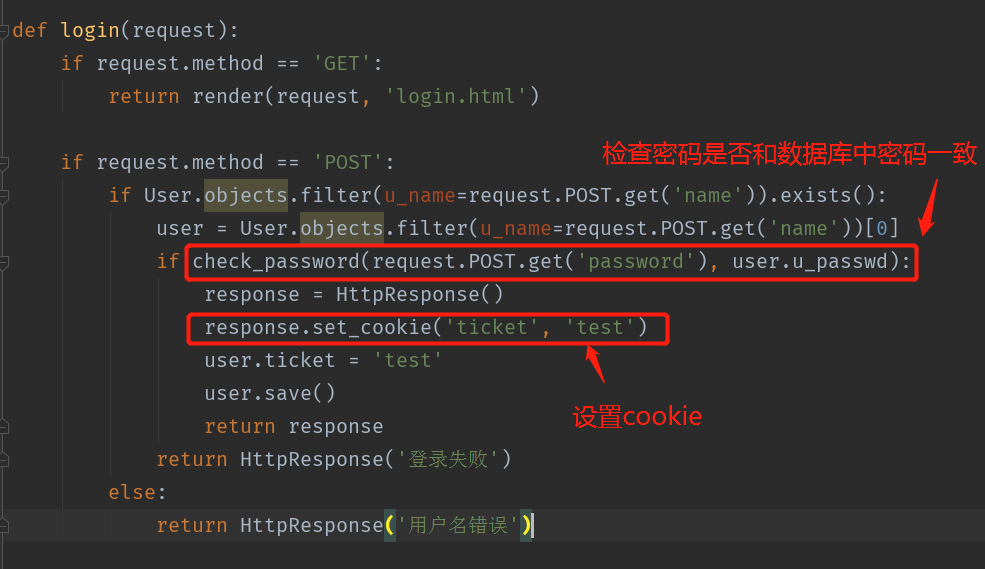 def login(request):
if request.method == 'GET':
return render(request, 'login.html')
检查密码是否和数据库中密码一致
if request.method == 'POST':
if User.objects.filter(u_name=request.POST.get('name')).exists():
user = User.objects.filter(u_name=request.POST.get('name'))[0]
if check_password(request.POST.get('password'), user.u_passwd):
response = HttpResponse()
response.set_cookie('ticket', 'test')
user.ticket = 'test'
user.save()
设置cookie
return response
return HttpResponse('登录失败')
else:
return HttpResponse('用户名错误')